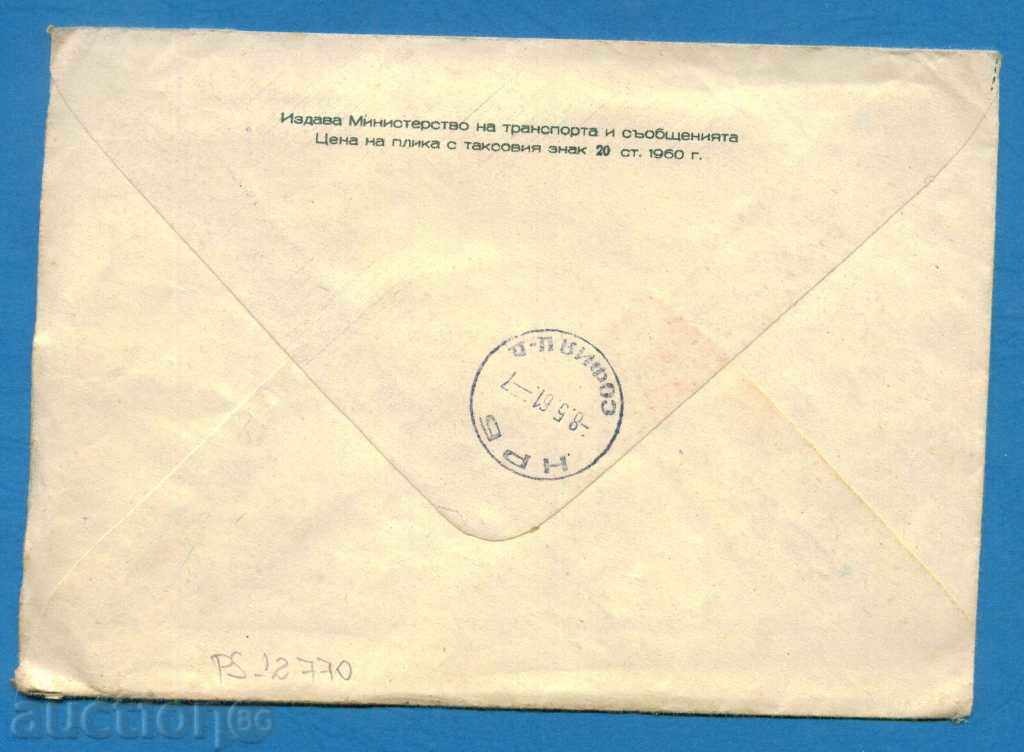 Издава Министерство на транспорта и съобщенията
Цена на плика с таксовия знак 20 ст. 1960 г.
СОФИЯ Ц-А
-8.5.61.-7
НРБ
PS-12770
auction.BG